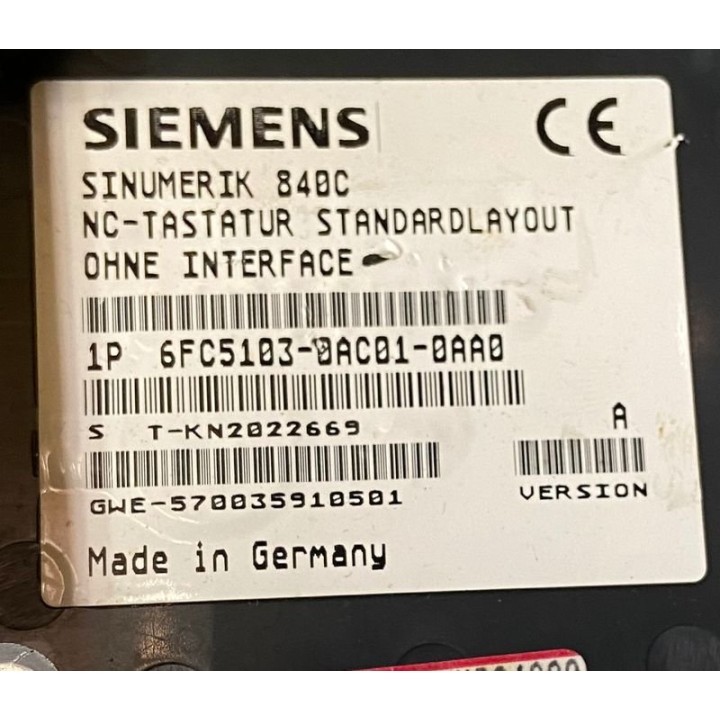 SIEMENS CE
SINUMERIK 840C
NC-TASTATUR STANDARDLAYOUT
OHNE INTERFACE
1P 6FC5103-0AC01-0AA0
S T-KN2022669
A
GWE-570035910501
VERSION
Made in Germany